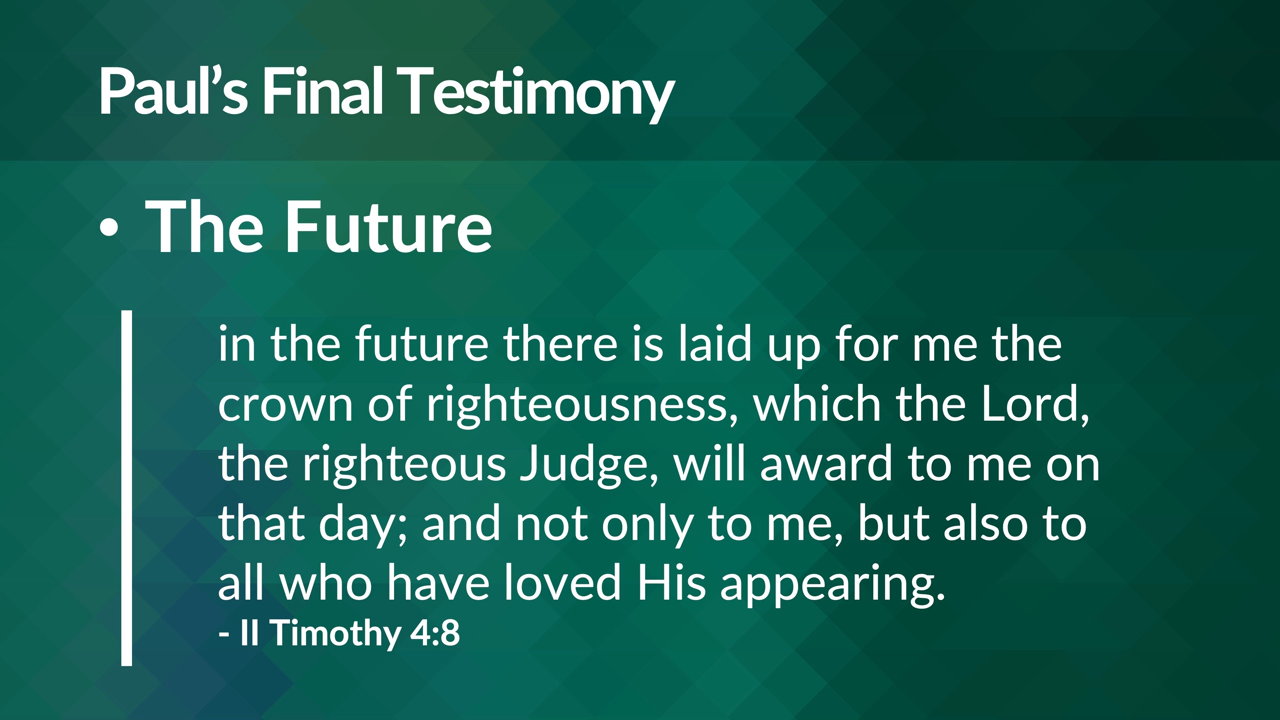 Paul’s Final Testimony
• The Future
in the future there is laid up for me the
crown of righteousness, which the Lord,
the righteous Judge, will award to me on
that day; and not only to me, but also to
all who have loved His appearing.
- II Timothy 4:8